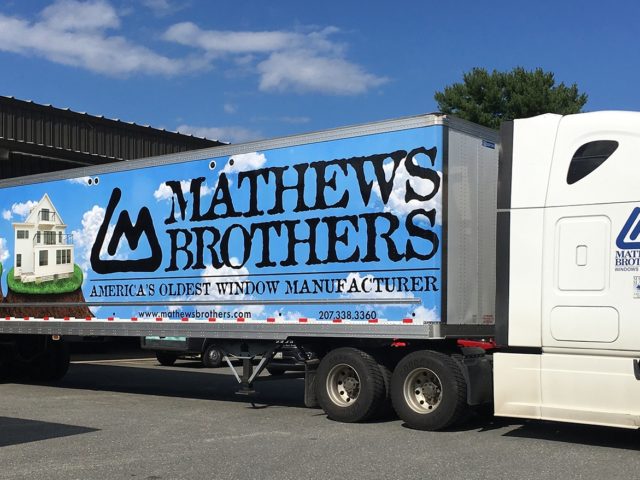 MATHEWS
BROTHERS
AMERICA'S OLDEST WINDOW MANUFACTURER
www.mathewsbrothers.com 207.338.3360